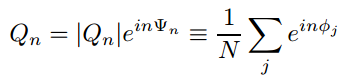 $Q_n = |Q_n| e^{in\Psi_n} \equiv \frac{1}{N} \sum_j e^{in\phi_j}$